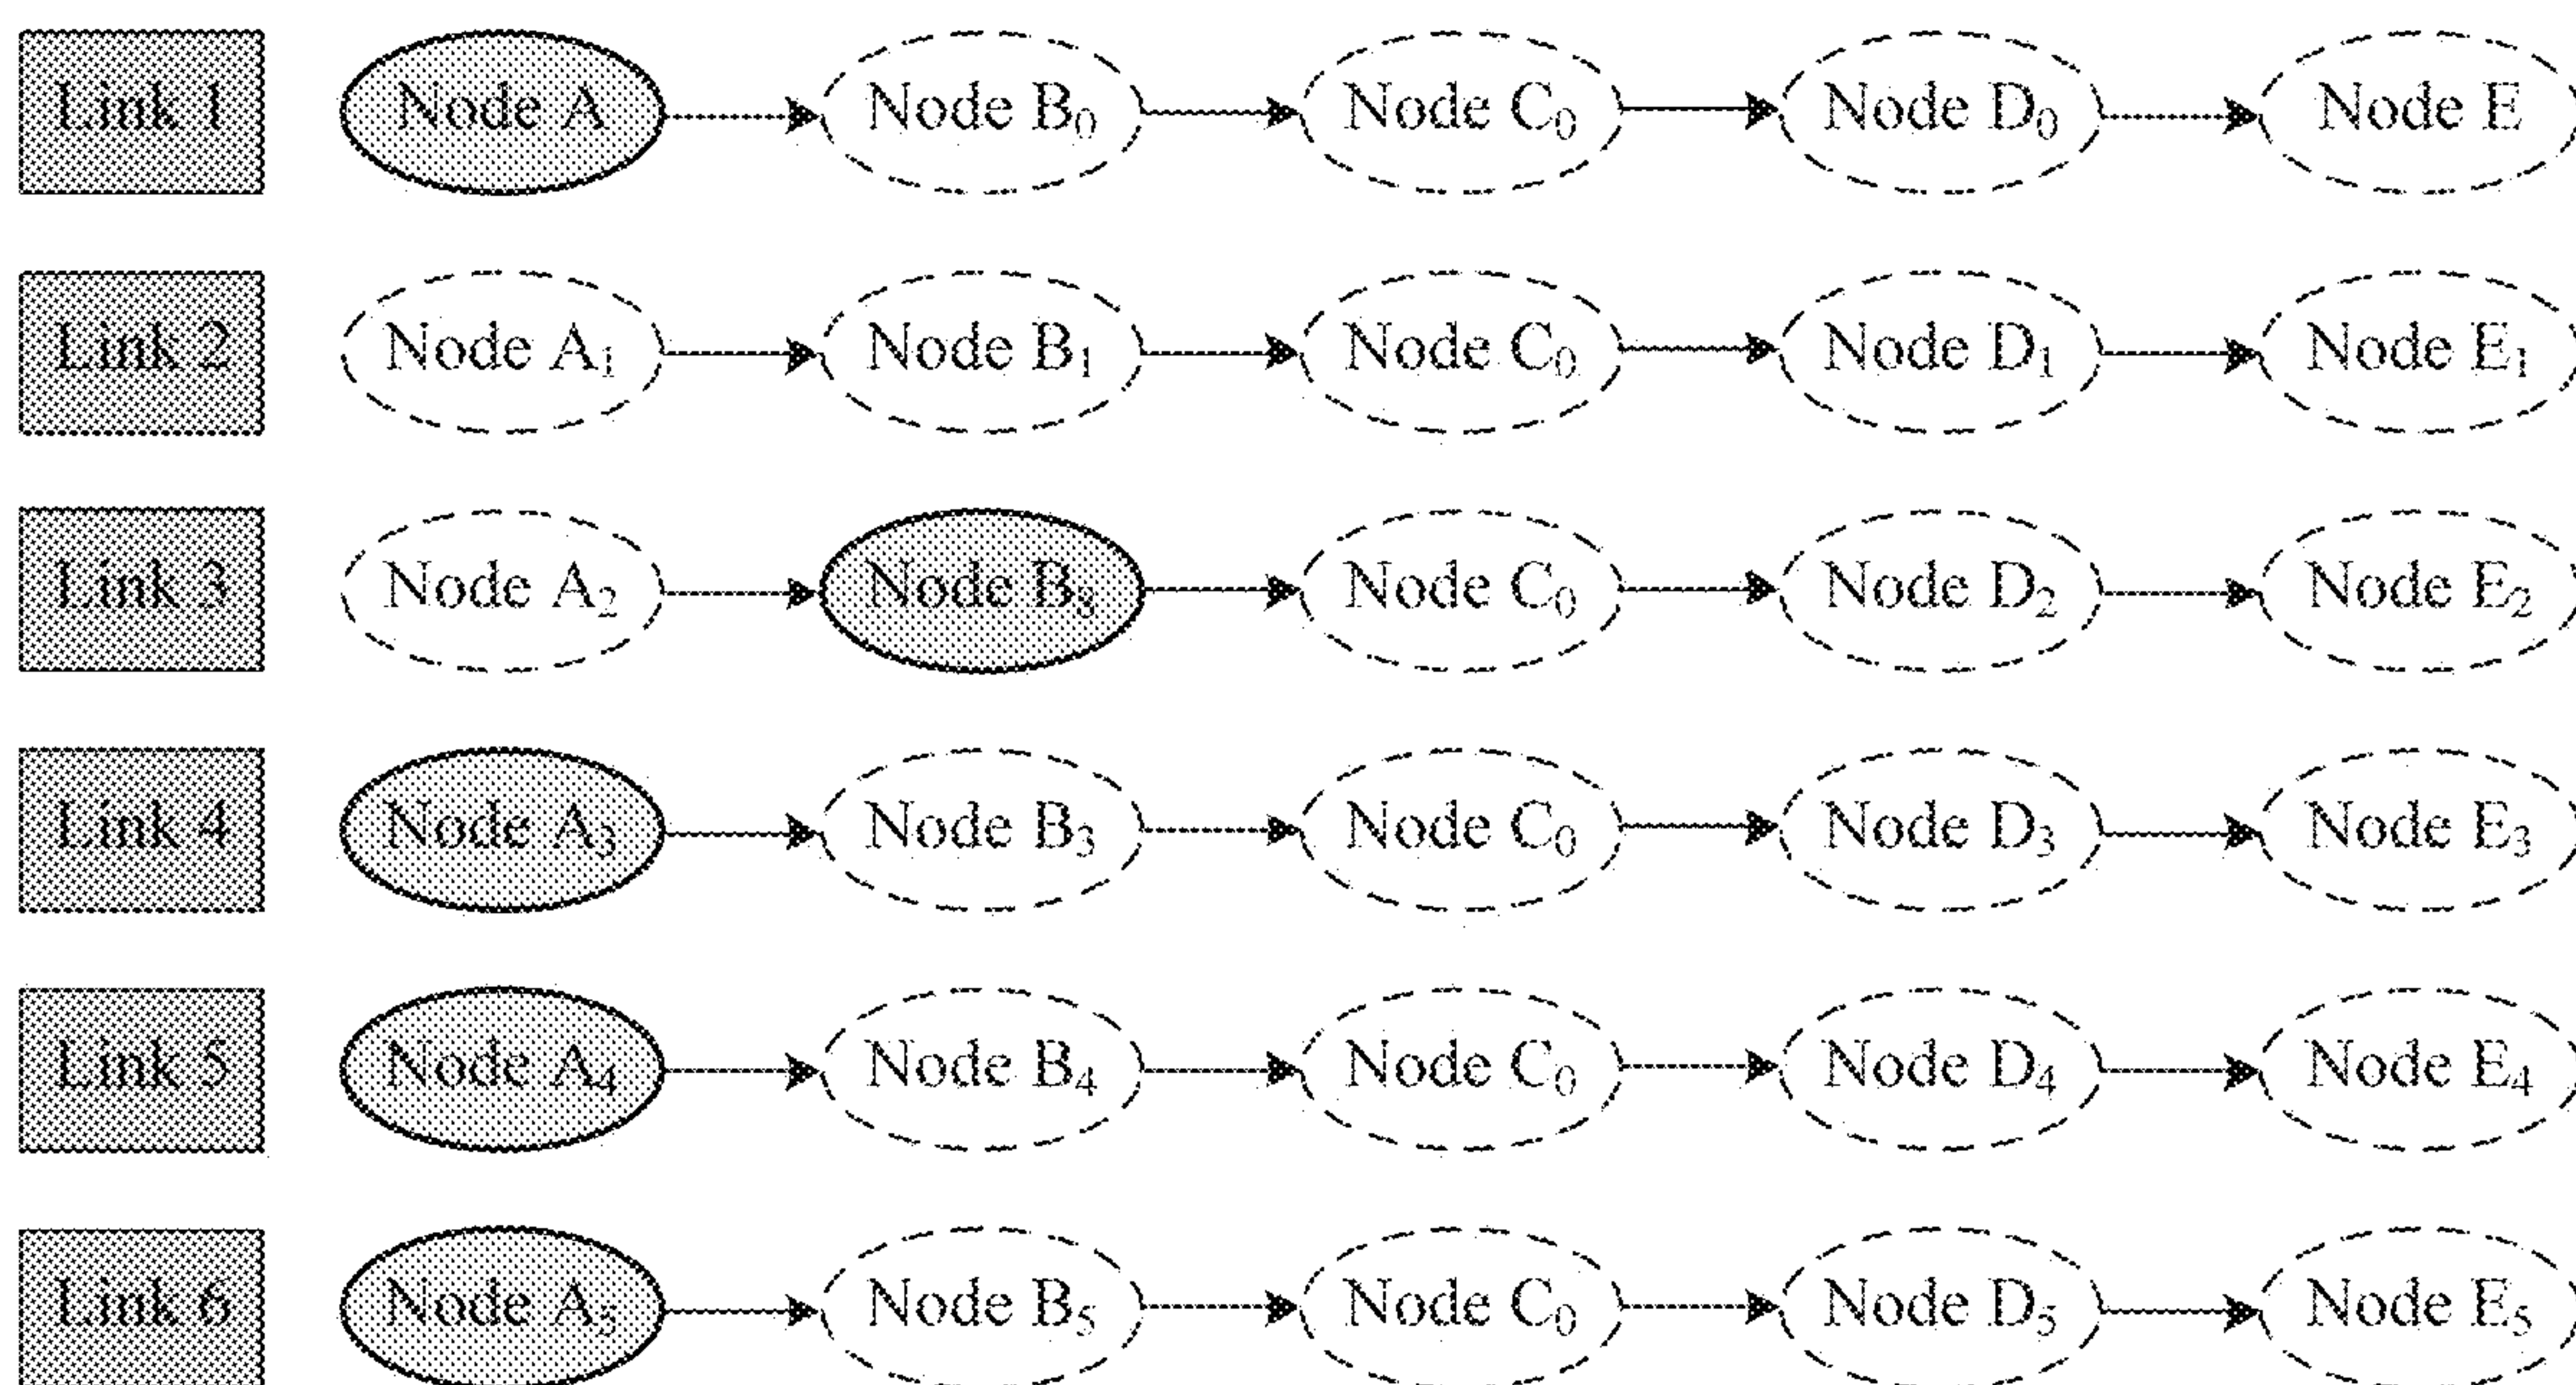 Link 1 Node A Node B₀ Node C₀ Node D₀ Node E
Link 2 Node A₁ Node B₁ Node C₀ Node D₁ Node E₁
Link 3 Node A₂ Node B₈ Node C₀ Node D₂ Node E₂
Link 4 Node A₃ Node B₃ Node C₀ Node D₃ Node E₃
Link 5 Node A₄ Node B₄ Node C₀ Node D₄ Node E₄
Link 6 Node A₅ Node B₅ Node C₀ Node D₅ Node E₅